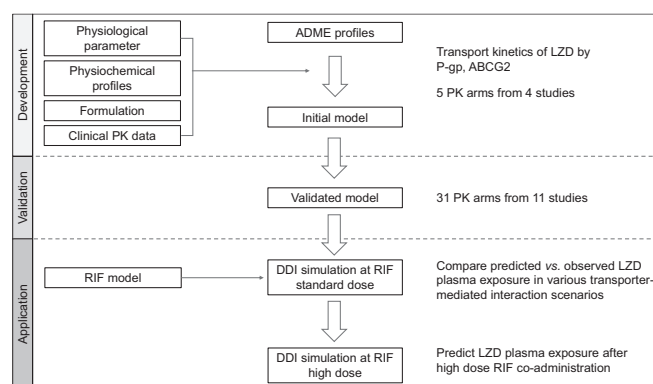 Development
Physiological
parameter
Physiochemical
profiles
Formulation
Clinical PK data
ADME profiles
Initial model
Transport kinetics of LZD by
P-gp, ABCG2
5 PK arms from 4 studies
Validation
Validated model
31 PK arms from 11 studies
Application
RIF model
DDI simulation at RIF
standard dose
Compare predicted vs. observed LZD
plasma exposure in various transporter-
mediated interaction scenarios
DDI simulation at RIF
high dose
Predict LZD plasma exposure after
high dose RIF co-administration